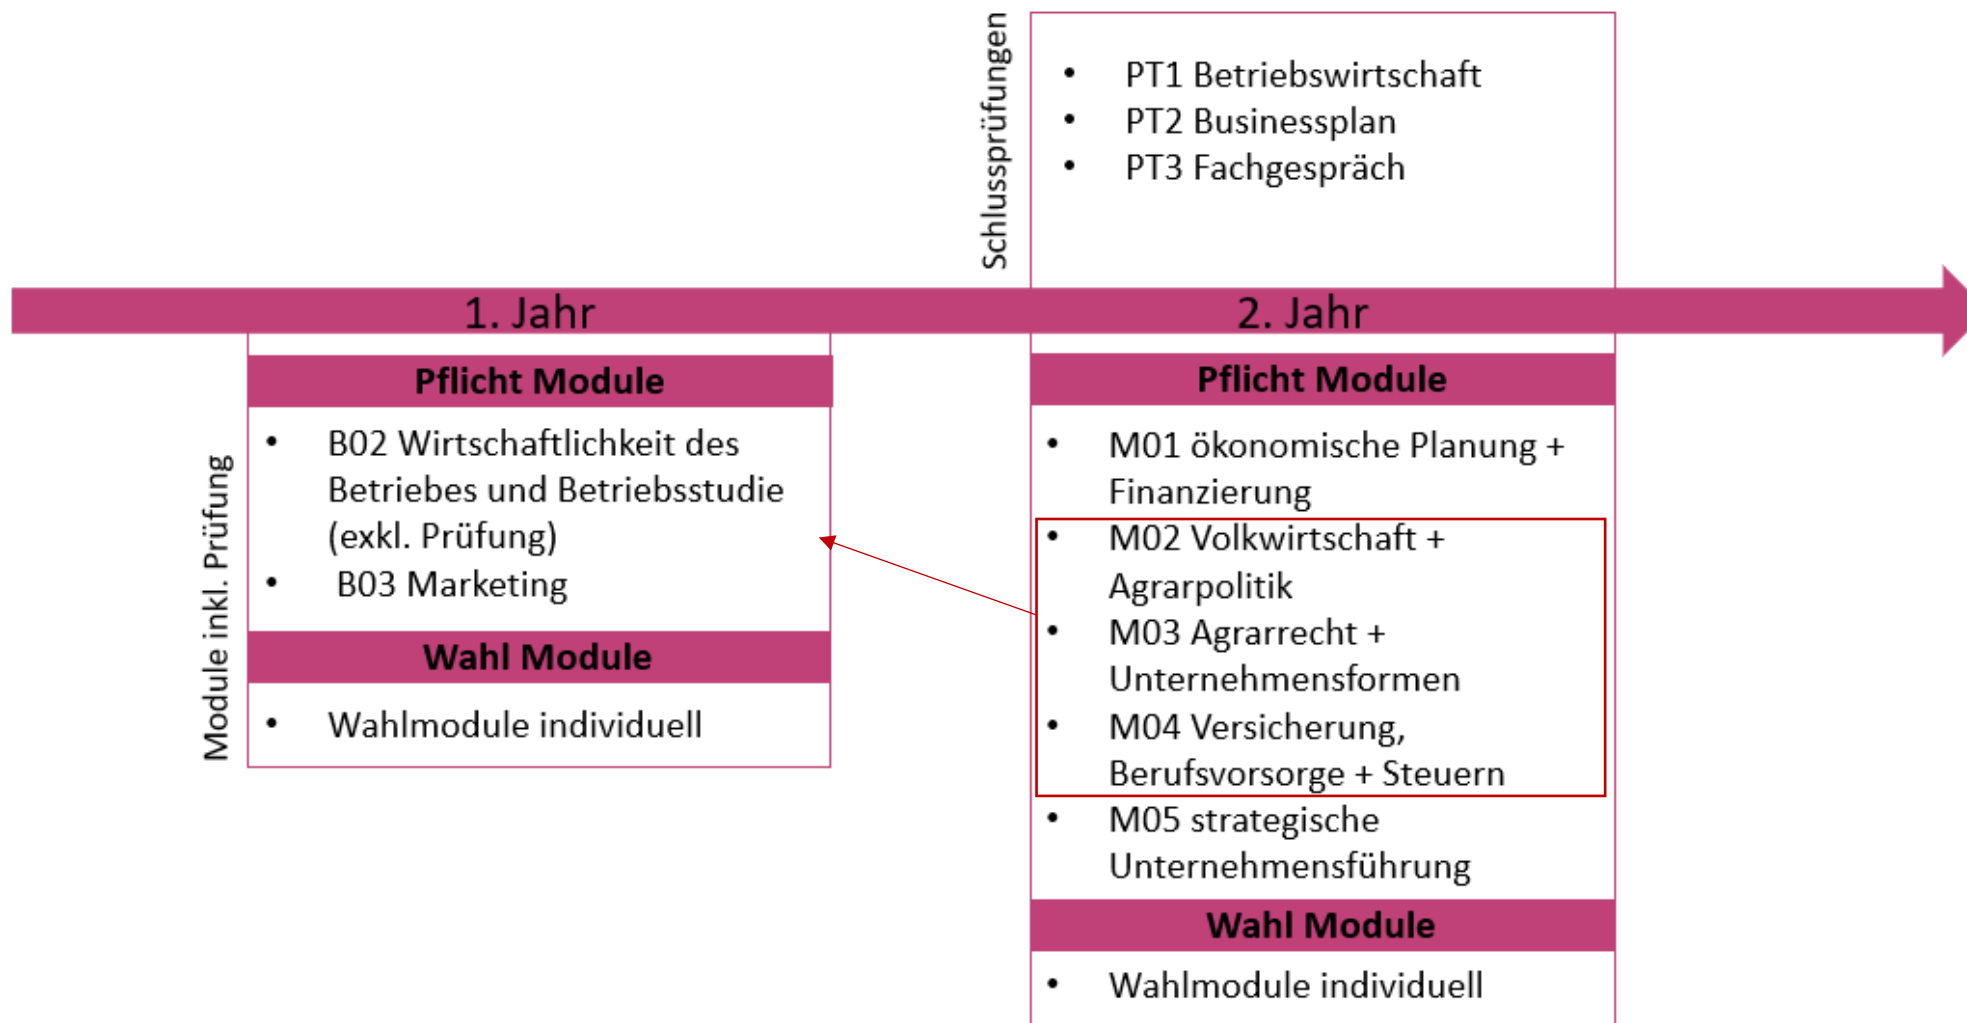 Schlussprüfungen
• PT1 Betriebswirtschaft
• PT2 Businessplan
• PT3 Fachgespräch
1. Jahr
2. Jahr
Module inkl. Prüfung
Pflicht Module
• B02 Wirtschaftlichkeit des
Betriebes und Betriebsstudie
(exkl. Prüfung)
• B03 Marketing
Wahl Module
• Wahlmodule individuell
Pflicht Module
• M01 ökonomische Planung +
Finanzierung
• M02 Volkwirtschaft +
Agrarpolitik
• M03 Agrarrecht +
Unternehmensformen
• M04 Versicherung,
Berufsvorsorge + Steuern
• M05 strategische
Unternehmensführung
Wahl Module
• Wahlmodule individuell